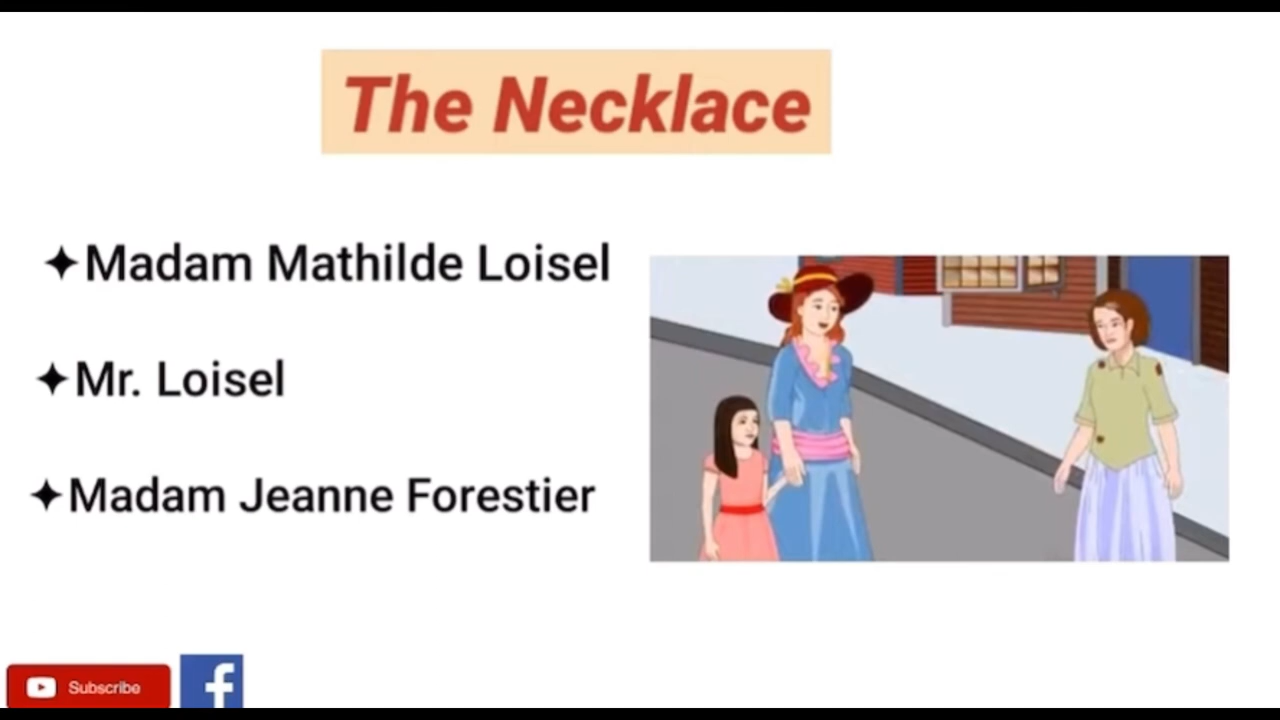 The Necklace
✦Madam Mathilde Loisel
✦Mr. Loisel
✦Madam Jeanne Forestier
Subscribe
f